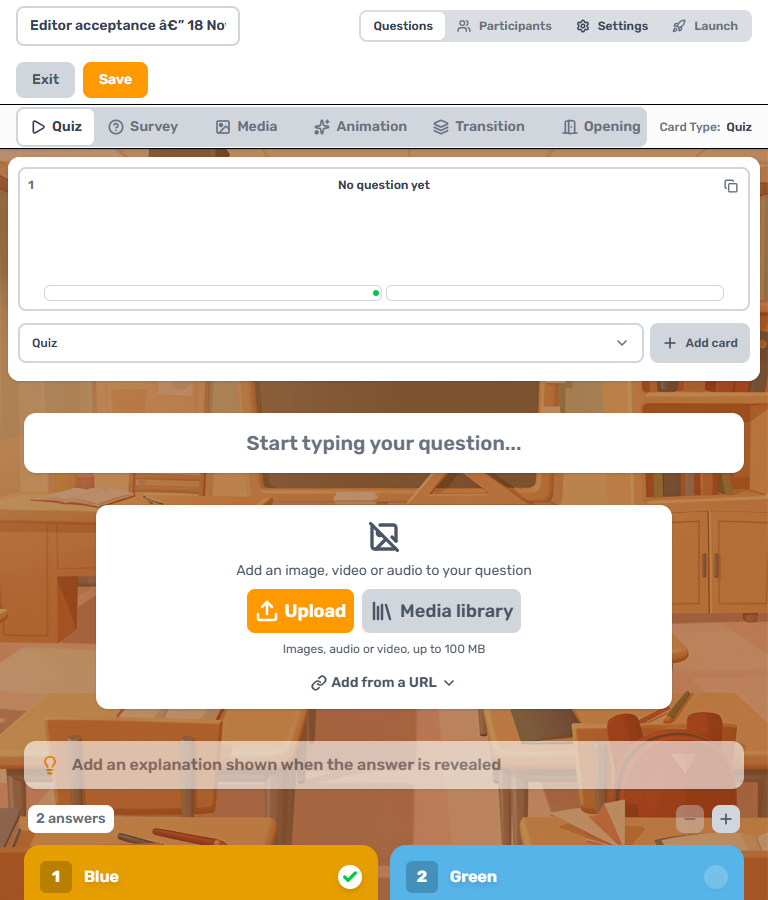 Editor acceptance â€” 18 No
Questions
Participants
Settings
Launch
Exit
Save
Quiz
Survey
Media
Animation
Transition
Opening
Card Type: Quiz
1
No question yet
Quiz
Add card
Start typing your question...
Add an image, video or audio to your question
Upload
Media library
Images, audio or video, up to 100 MB
Add from a URL
Add an explanation shown when the answer is revealed
2 answers
1
Blue
2
Green